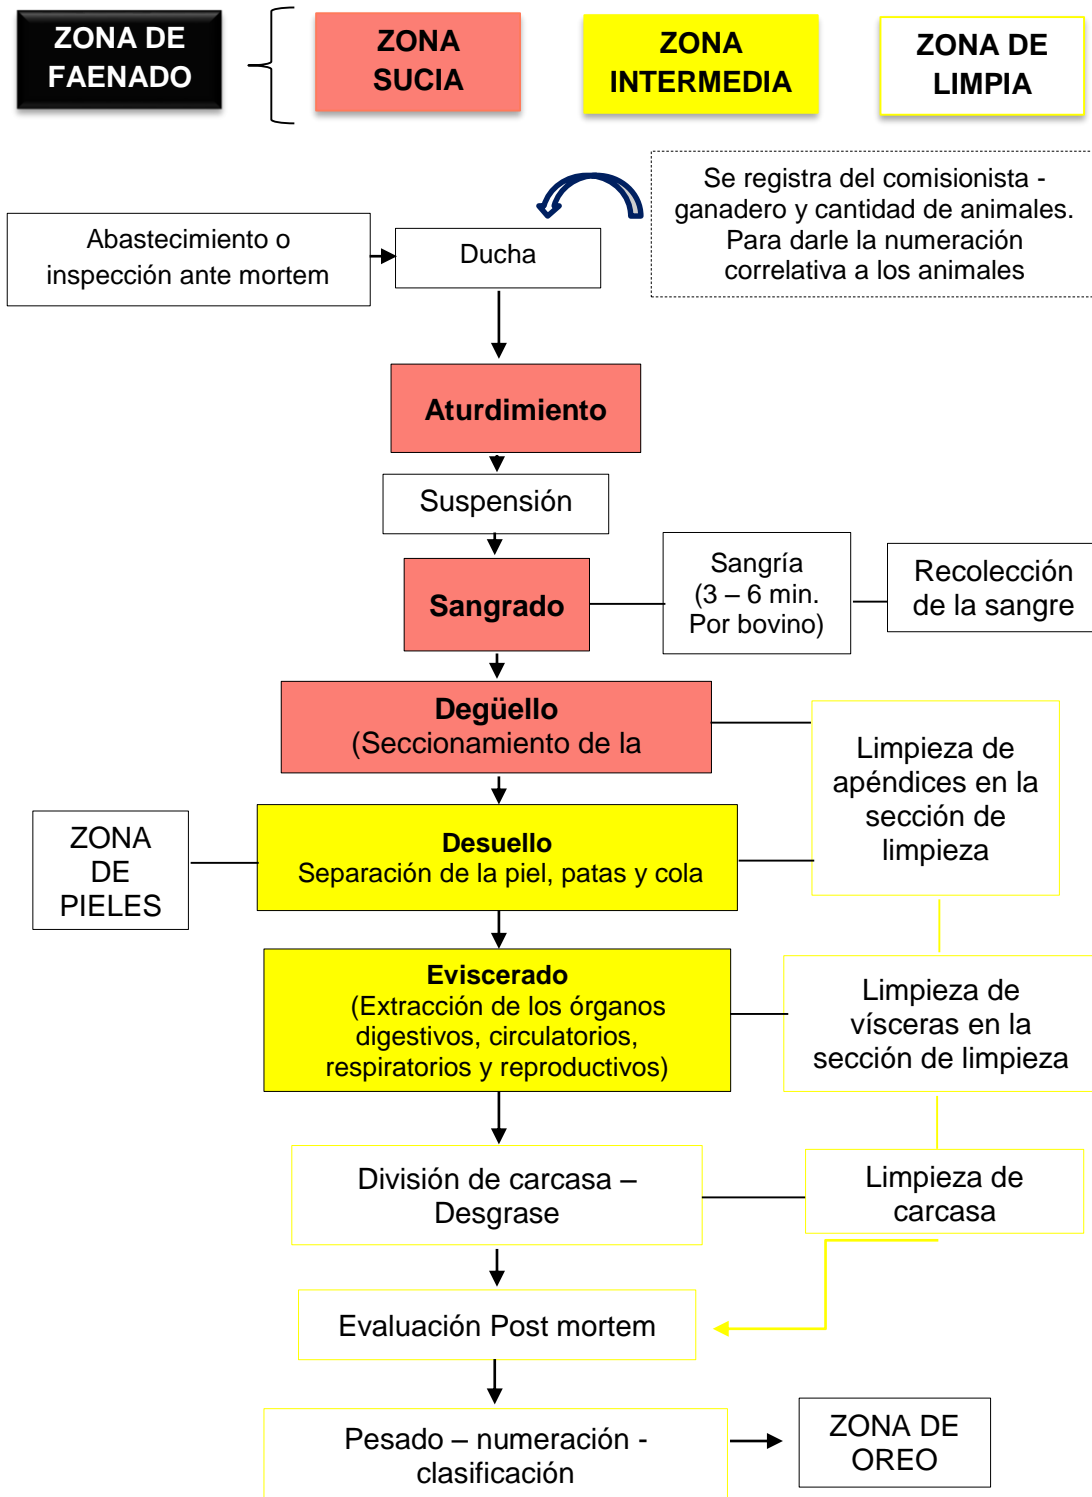 ZONA DE
FAENADO
ZONA
SUCIA
ZONA
INTERMEDIA
ZONA DE
LIMPIA
Se registra del comisionista -
ganadero y cantidad de animales.
Para darle la numeración
correlativa a los animales
Abastecimiento o
inspección ante mortem
Ducha
Aturdimiento
Suspensión
Sangrado
Sangría
(3 – 6 min.
Por bovino)
Recolección
de la sangre
Degüello
(Seccionamiento de la
Limpieza de
apéndices en la
sección de
limpieza
ZONA
DE
PIELES
Desuello
Separación de la piel, patas y cola
Eviscerado
(Extracción de los órganos
digestivos, circulatorios,
respiratorios y reproductivos)
Limpieza de
vísceras en la
sección de limpieza
División de carcasa –
Desgrase
Limpieza de
carcasa
Evaluación Post mortem
Pesado – numeración -
clasificación
ZONA DE
OREO